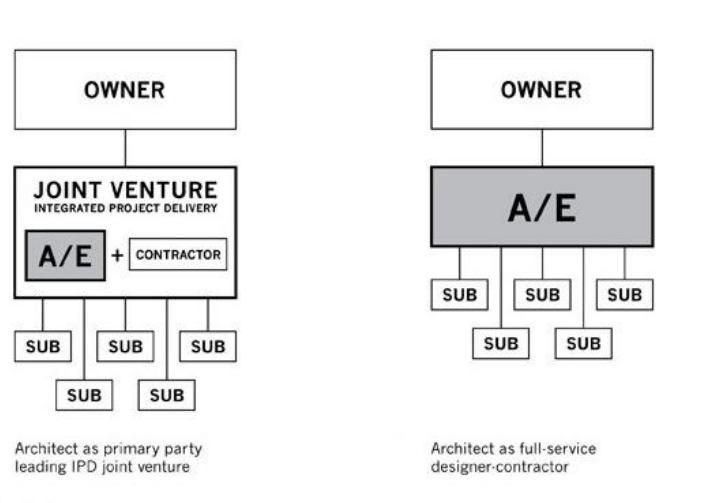 OWNER
JOINT VENTURE
INTEGRATED PROJECT DELIVERY
A/E + CONTRACTOR
SUB SUB SUB
SUB SUB
Architect as primary party
leading IPD joint venture
OWNER
A/E
SUB SUB SUB
SUB SUB
Architect as full-service
designer-contractor